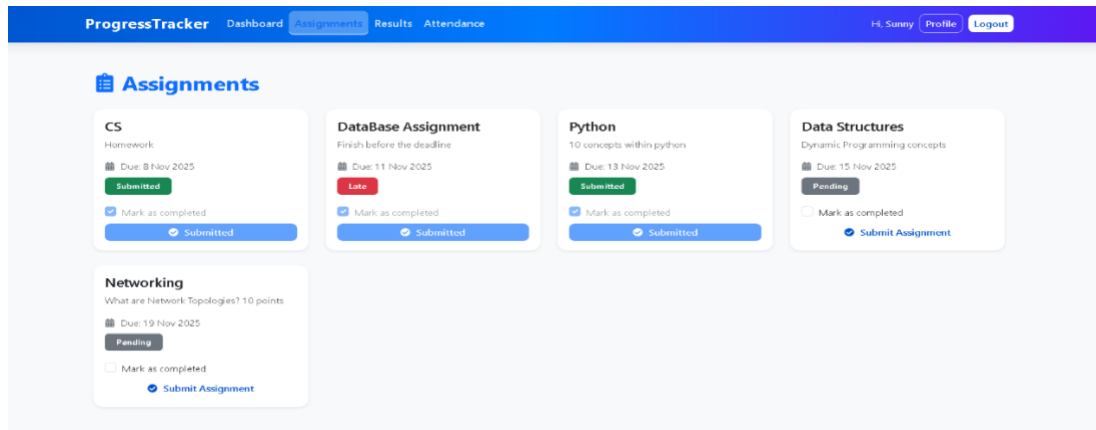 ProgressTracker Dashboard Assignments Results Attendance Hi, Sunny Profile Logout
Assignments
CS
Homework
Due: 8 Nov 2025
Submitted
Mark as completed
Submitted
DataBase Assignment
Finish before the deadline
Due: 11 Nov 2025
Late
Mark as completed
Submitted
Python
10 concepts within python
Due: 13 Nov 2025
Submitted
Mark as completed
Submitted
Data Structures
Dynamic Programming concepts
Due: 15 Nov 2025
Pending
Mark as completed
Submit Assignment
Networking
What are Network Topologies? 10 points
Due: 19 Nov 2025
Pending
Mark as completed
Submit Assignment